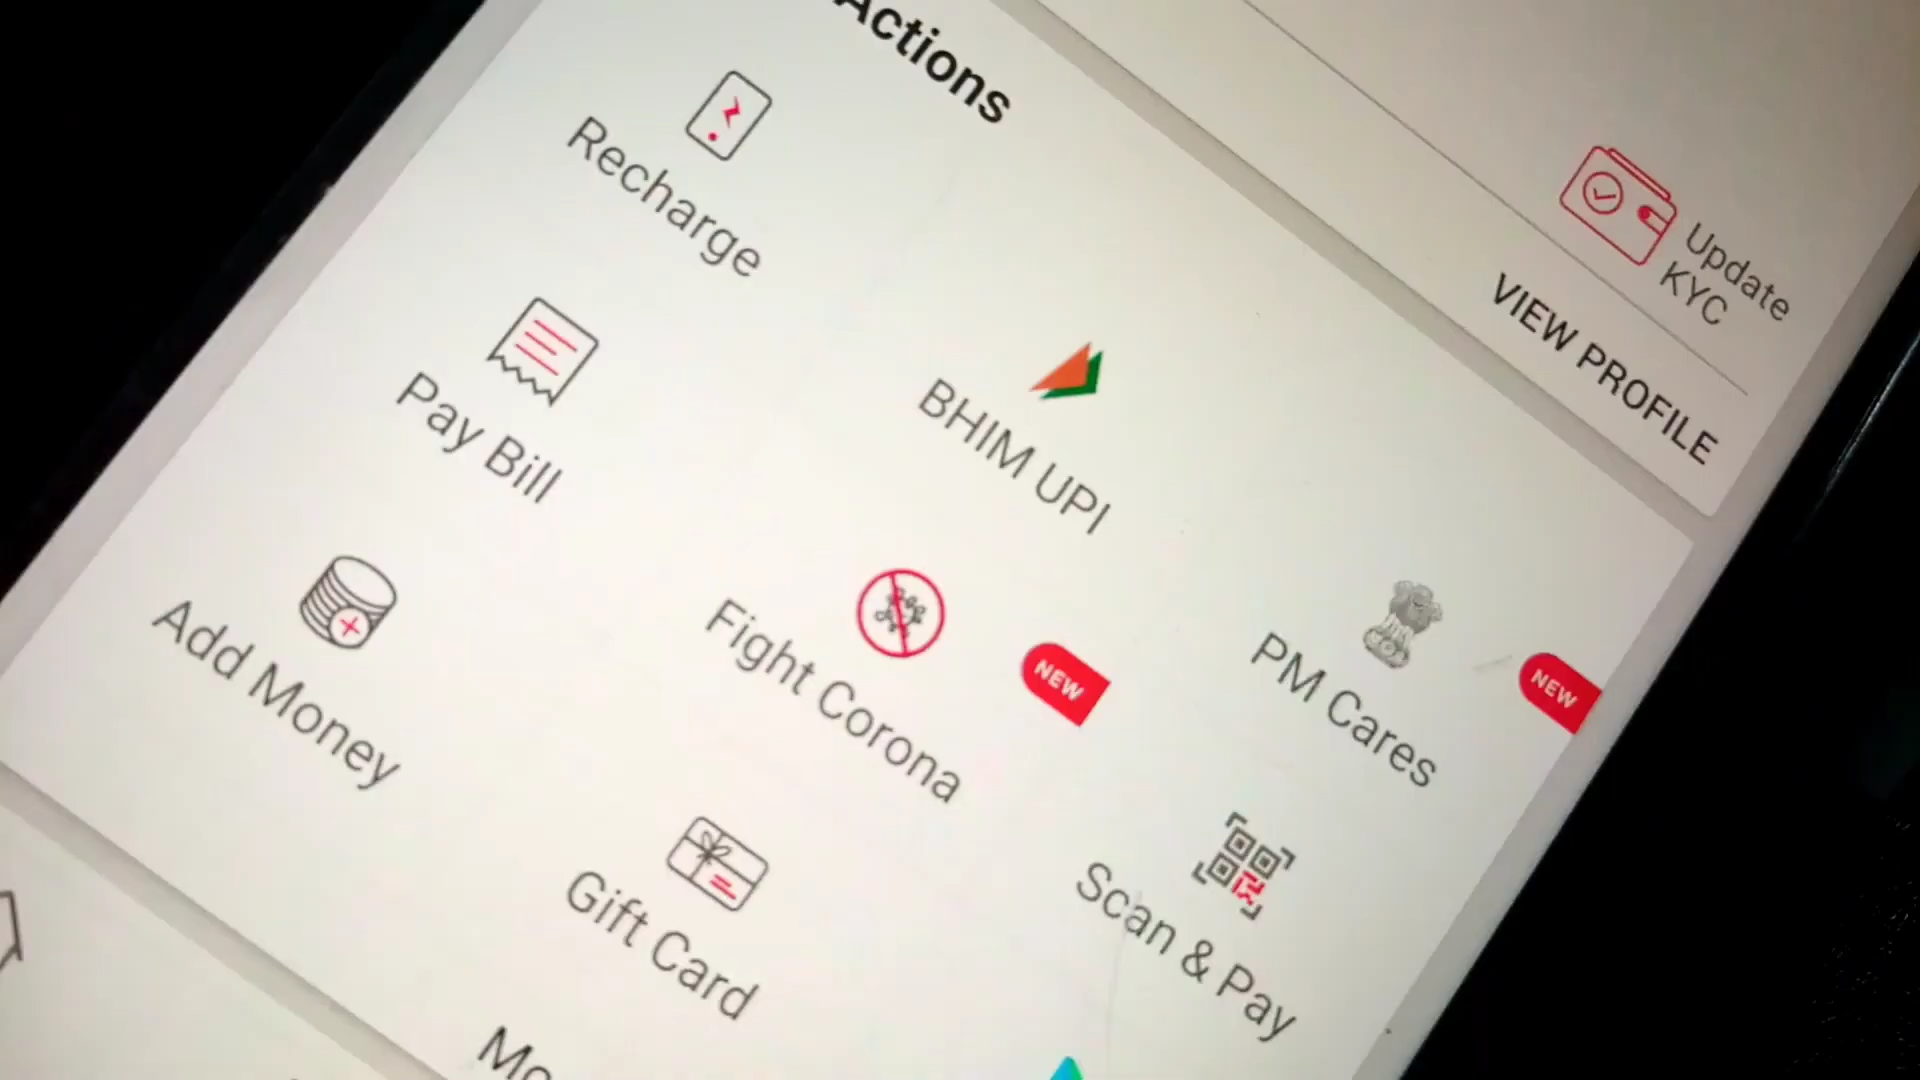 Update
KYC
VIEW PROFILE
Actions
Recharge
BHIM UPI
PM Cares
NEW
Pay Bill
Fight Corona
NEW
Scan & Pay
Add Money
Gift Card